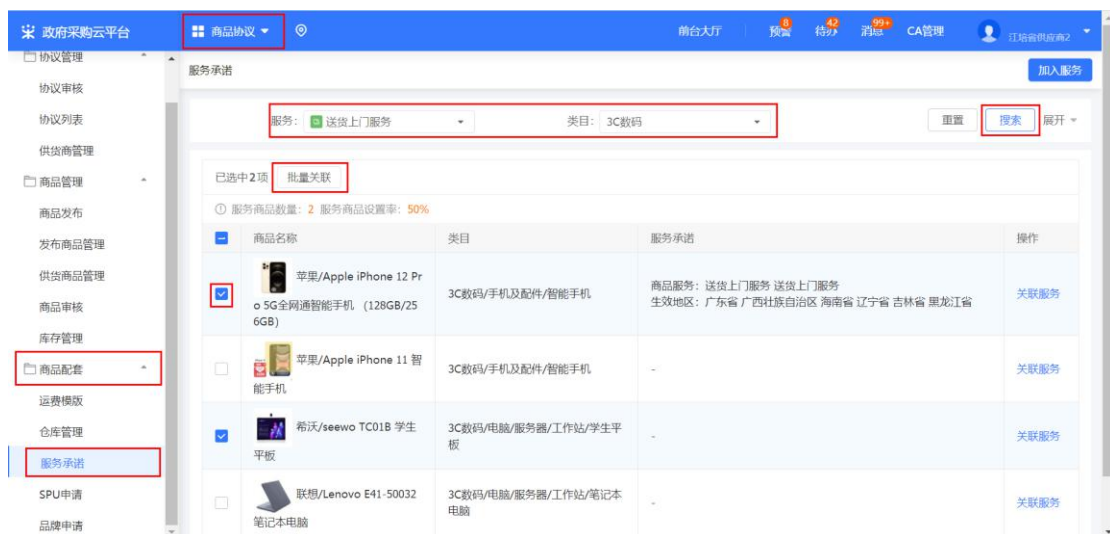 政府采购云平台
商品协议
前台大厅
预警 8
待办 42
消息 99+
CA管理
江培省供应商2
协议管理
协议审核
协议列表
供货商管理
商品管理
商品发布
发布商品管理
供货商品管理
商品审核
库存管理
商品配套
运费模版
仓库管理
服务承诺
SPU申请
品牌申请
服务承诺
加入服务
服务： 送货上门服务
类目： 3C数码
重置
搜索
展开
已选中2项
批量关联
服务商品数量：2 服务商品设置率：50%
商品名称 类目 服务承诺 操作
苹果/Apple iPhone 12 Pr
o 5G全网通智能手机 (128GB/25
6GB)
3C数码/手机及配件/智能手机
商品服务：送货上门服务 送货上门服务
生效地区：广东省 广西壮族自治区 海南省 辽宁省 吉林省 黑龙江省
关联服务
苹果/Apple iPhone 11 智
能手机
3C数码/手机及配件/智能手机
-
关联服务
希沃/seewo TC01B 学生
平板
3C数码/电脑/服务器/工作站/学生平
板
-
关联服务
联想/Lenovo E41-50032
笔记本电脑
3C数码/电脑/服务器/工作站/笔记本
电脑
-
关联服务